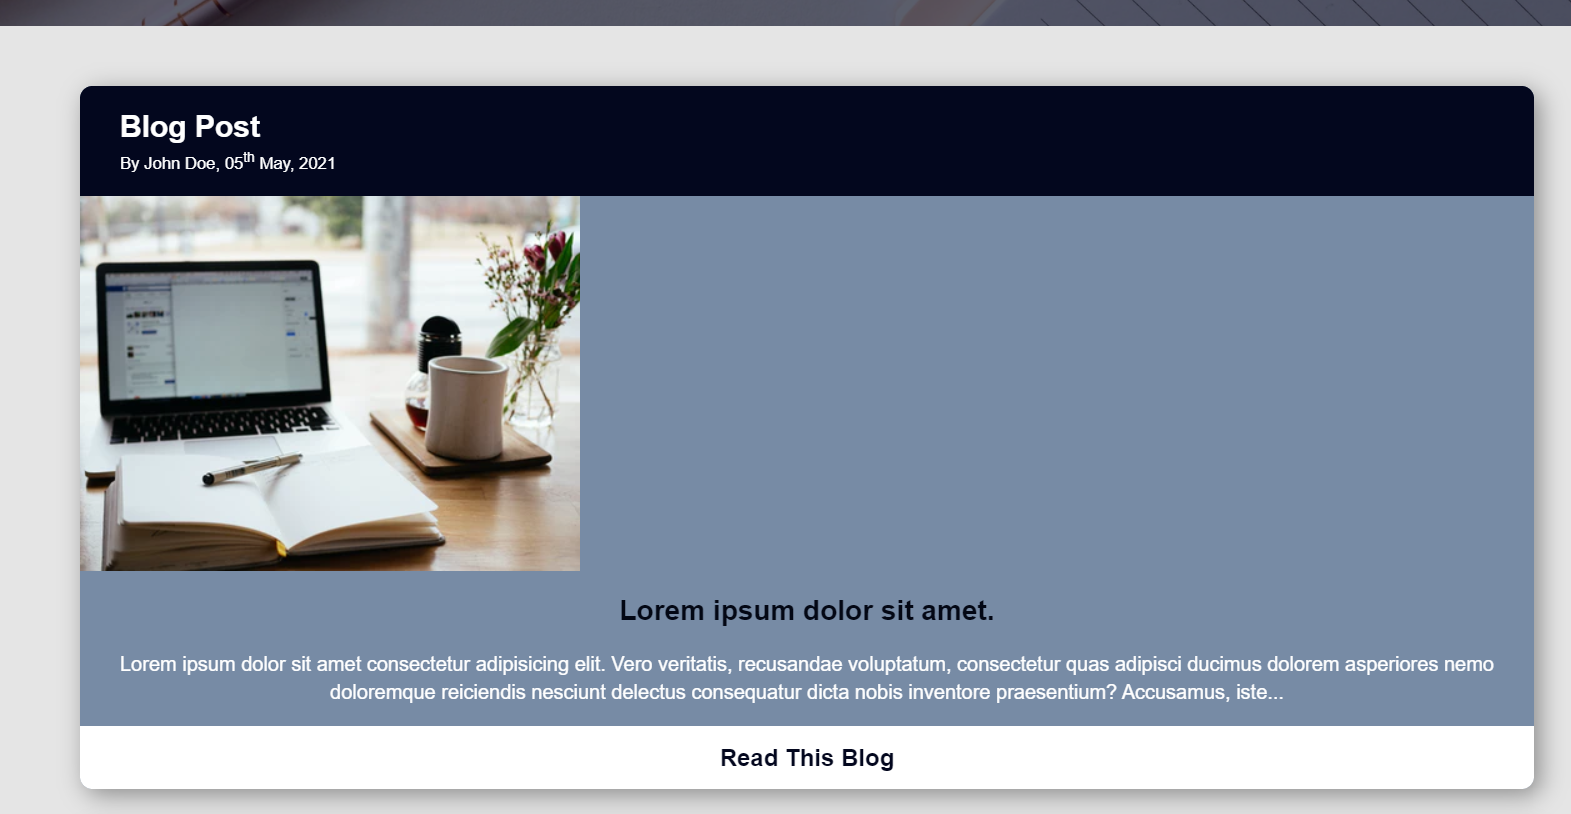 Blog Post
By John Doe, 05th May, 2021
Lorem ipsum dolor sit amet.
Lorem ipsum dolor sit amet consectetur adipisicing elit. Vero veritatis, recusandae voluptatum, consectetur quas adipisci ducimus dolorem asperiores nemo
doloremque reiciendis nesciunt delectus consequatur dicta nobis inventore praesentium? Accusamus, iste...
Read This Blog